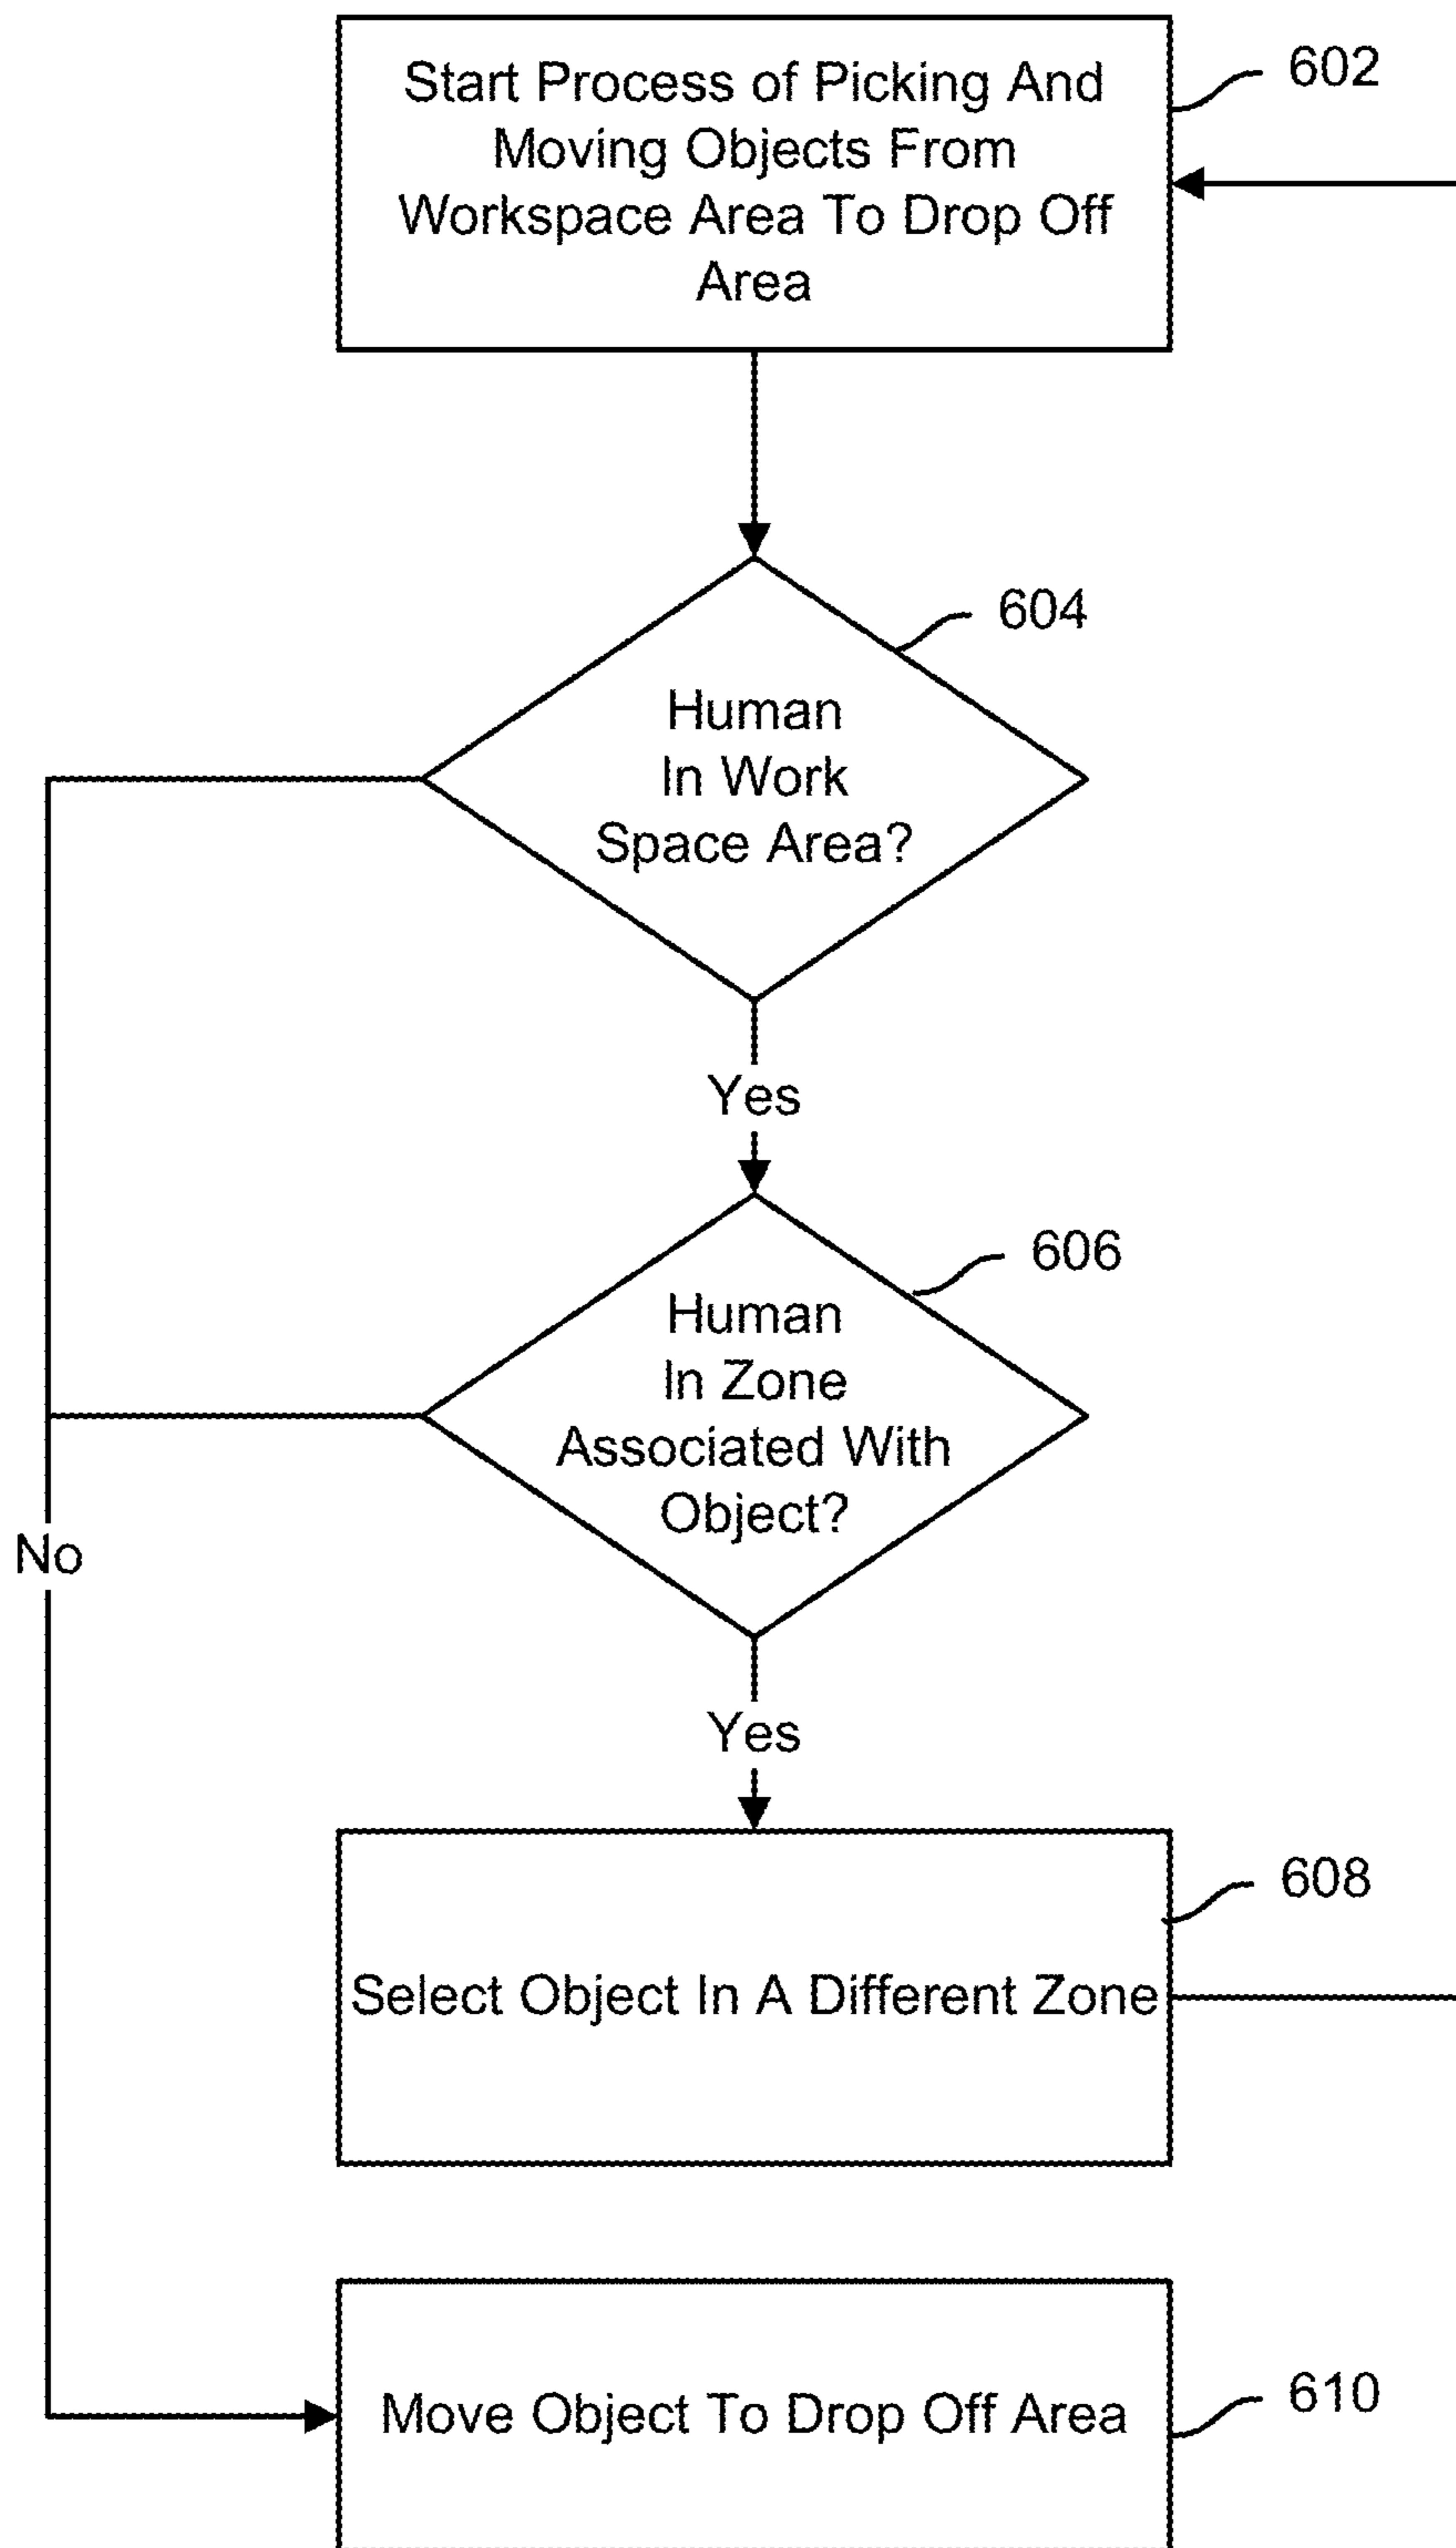 Start Process of Picking And
Moving Objects From
Workspace Area To Drop Off
Area
602
604
Human
In Work
Space Area?
Yes
606
Human
In Zone
Associated With
Object?
No
Yes
608
Select Object In A Different Zone
610
Move Object To Drop Off Area